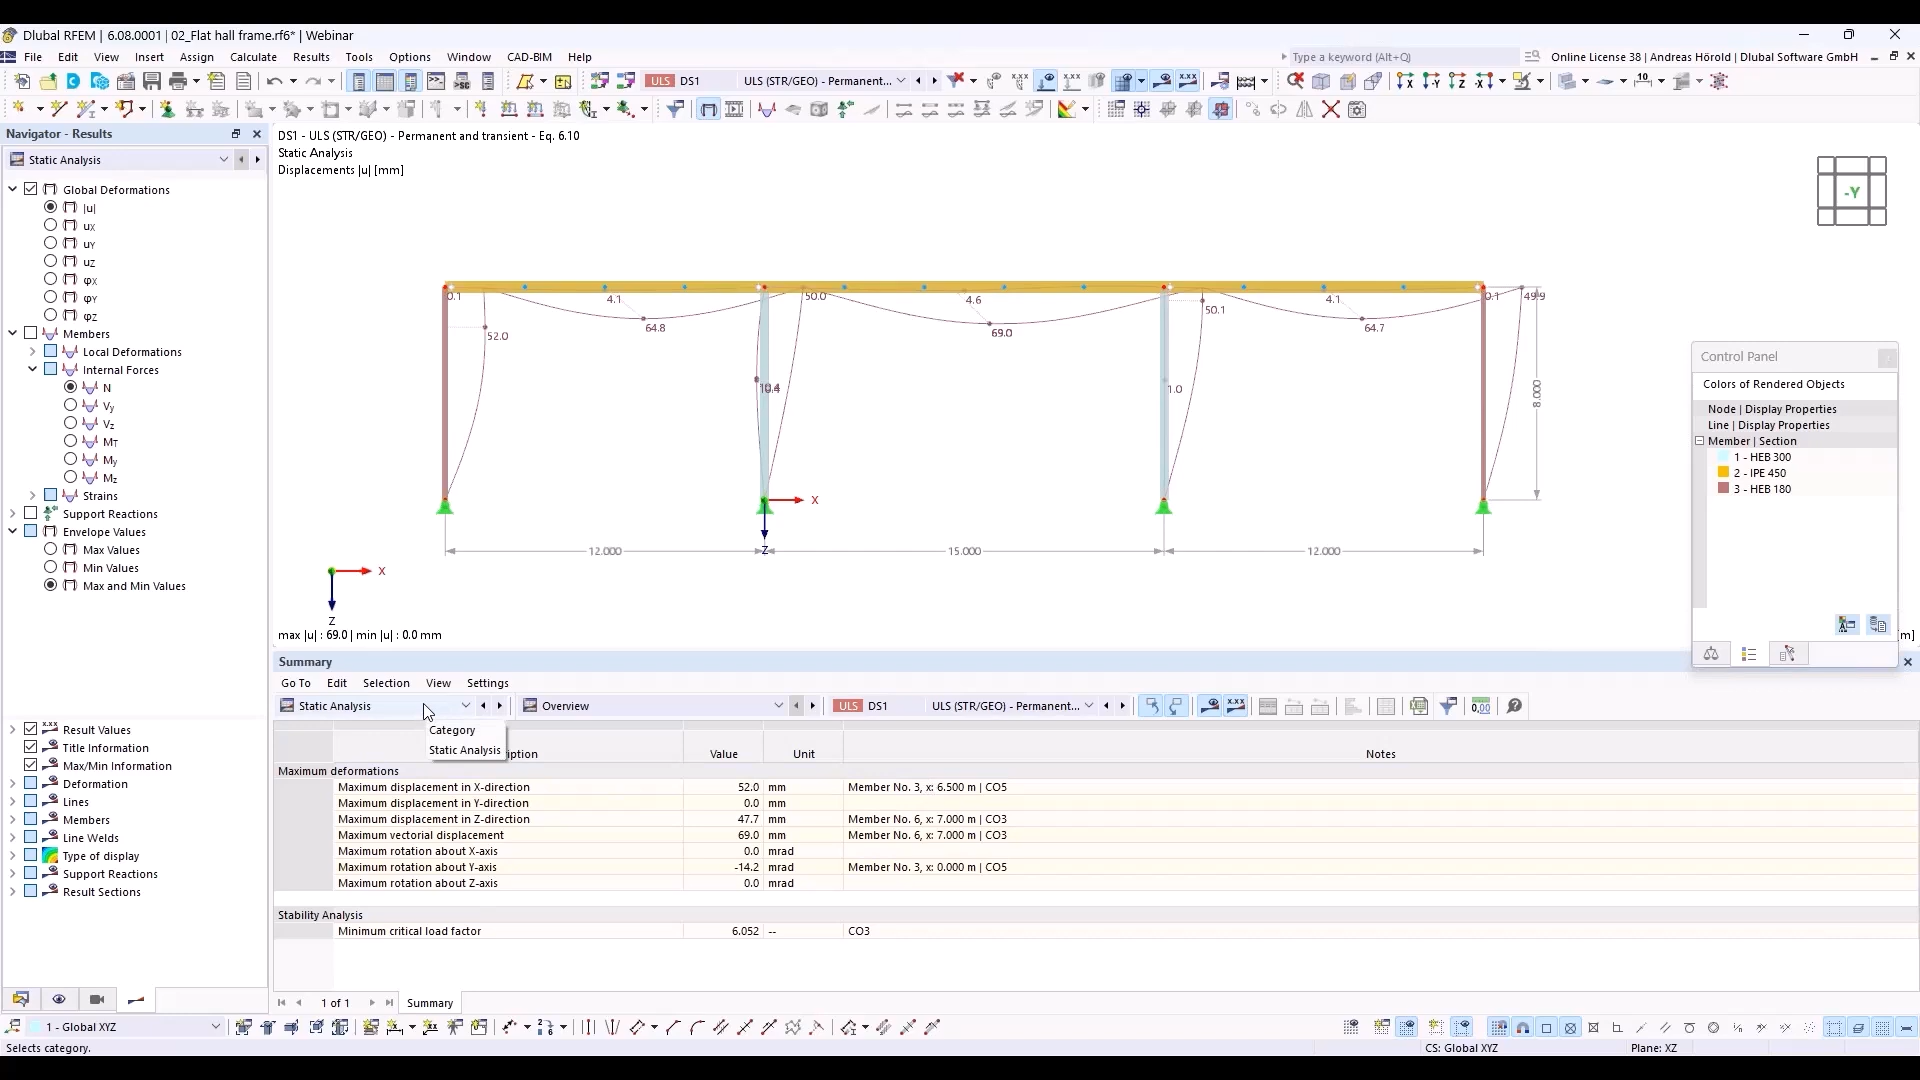 Dlubal RFEM | 6.08.0001 | 02_Flat hall frame.rf6* | Webinar
File Edit View Insert Assign Calculate Results Tools Options Window CAD-BIM Help
Type a keyword (Alt+Q)
Online License 38 | Andreas Hörold | Dlubal Software GmbH
ULS DS1 ULS (STR/GEO) - Permanent...
Navigator - Results
Static Analysis
Global Deformations
|u|
uX
uY
uZ
φX
φY
φZ
Members
Local Deformations
Internal Forces
N
Vy
Vz
MT
My
Mz
Strains
Support Reactions
Envelope Values
Max Values
Min Values
Max and Min Values
Result Values
Title Information
Max/Min Information
Deformation
Lines
Members
Line Welds
Type of display
Support Reactions
Result Sections
DS1 - ULS (STR/GEO) - Permanent and transient - Eq. 6.10
Static Analysis
Displacements |u| [mm]
-Y
0.1 4.1 50.0 4.6 50.1 4.1 0.1 49.9
52.0 64.8 69.0 64.7
1.0
8.000
X
Z
12.000 15.000 12.000
X
Z
max |u| : 69.0 | min |u| : 0.0 mm
Control Panel
Colors of Rendered Objects
Node | Display Properties
Line | Display Properties
Member | Section
1 - HEB 300
2 - IPE 450
3 - HEB 180
m]
Summary
Go To Edit Selection View Settings
Static Analysis Overview ULS DS1 ULS (STR/GEO) - Permanent...
Category
Static Analysis
ption Value Unit Notes
Maximum deformations
Maximum displacement in X-direction 52.0 mm Member No. 3, x: 6.500 m | CO5
Maximum displacement in Y-direction 0.0 mm
Maximum displacement in Z-direction 47.7 mm Member No. 6, x: 7.000 m | CO3
Maximum vectorial displacement 69.0 mm Member No. 6, x: 7.000 m | CO3
Maximum rotation about X-axis 0.0 mrad
Maximum rotation about Y-axis -14.2 mrad Member No. 3, x: 0.000 m | CO5
Maximum rotation about Z-axis 0.0 mrad
Stability Analysis
Minimum critical load factor 6.052 -- CO3
1 of 1 Summary
1 - Global XYZ
Selects category. CS: Global XYZ Plane: XZ